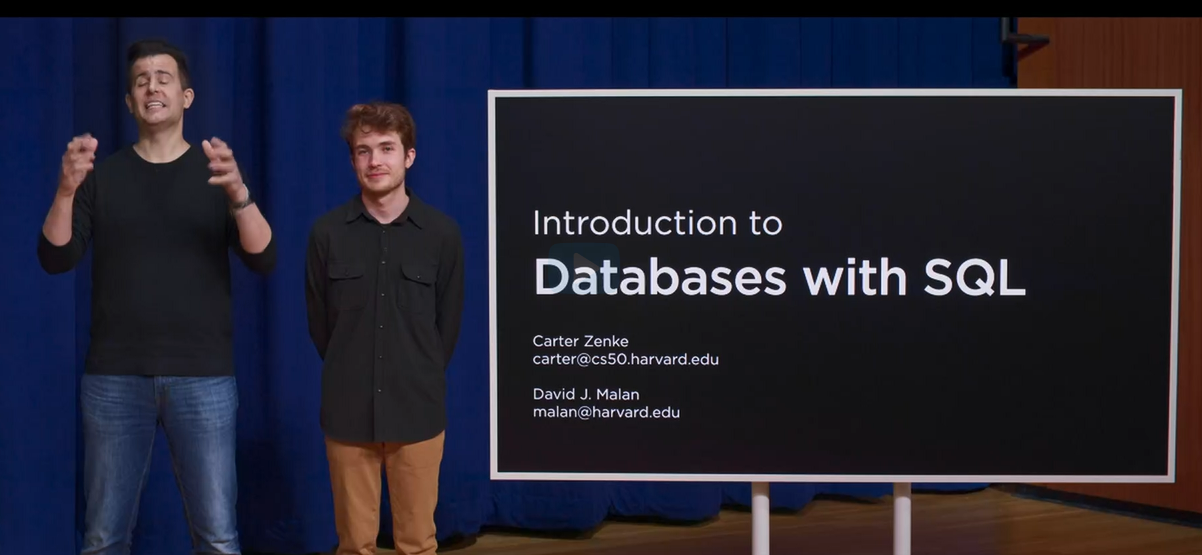 Introduction to
Databases with SQL
Carter Zenke
carter@cs50.harvard.edu
David J. Malan
malan@harvard.edu